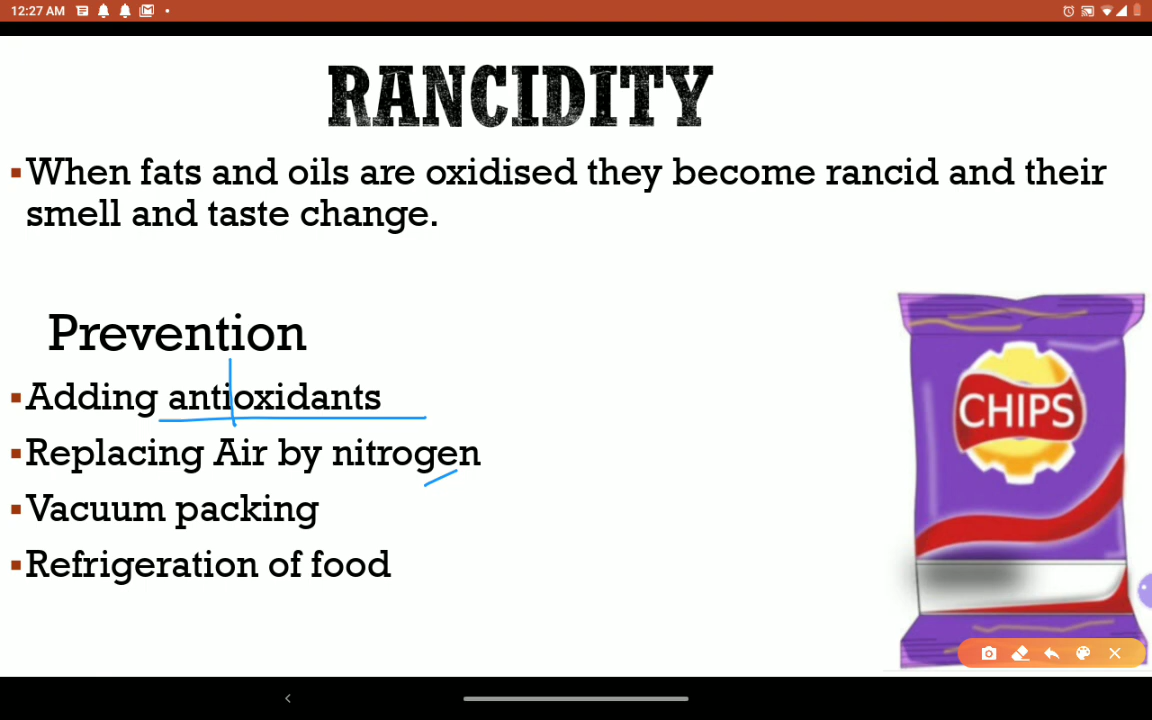 12:27 AM
RANCIDITY
▪When fats and oils are oxidised they become rancid and their
smell and taste change.
Prevention
▪Adding antioxidants
▪Replacing Air by nitrogen
▪Vacuum packing
▪Refrigeration of food
CHIPS